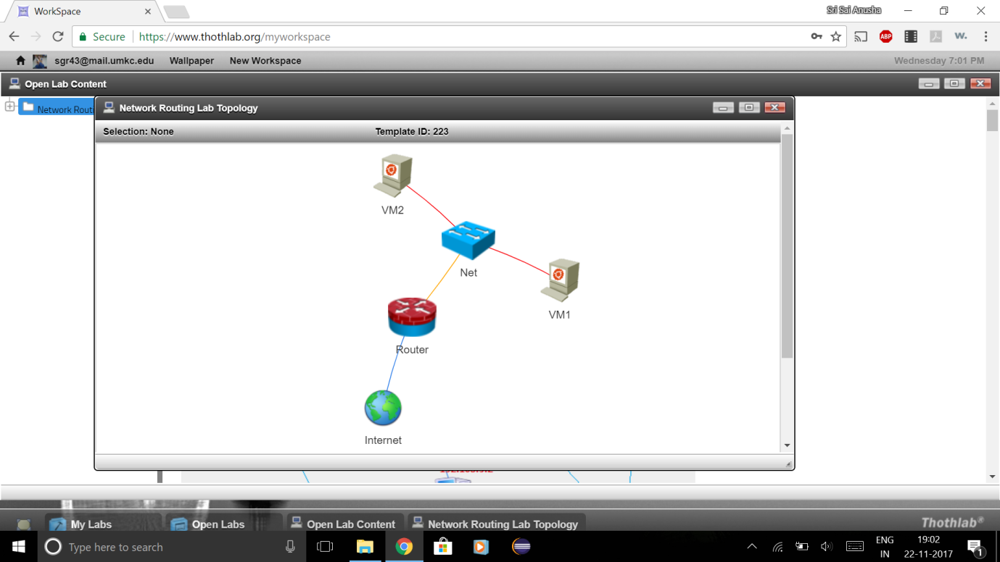 WorkSpace
Sri Sai Anusha
Secure https://www.thothlab.org/myworkspace
ABP
w.
sgr43@mail.umkc.edu Wallpaper New Workspace Wednesday 7:01 PM
Open Lab Content
Network Routi
Network Routing Lab Topology
Selection: None Template ID: 223
VM2
Net
VM1
Router
Internet
My Labs Open Labs Open Lab Content Network Routing Lab Topology Thothlab®
Type here to search
ENG 19:02
IN 22-11-2017
1